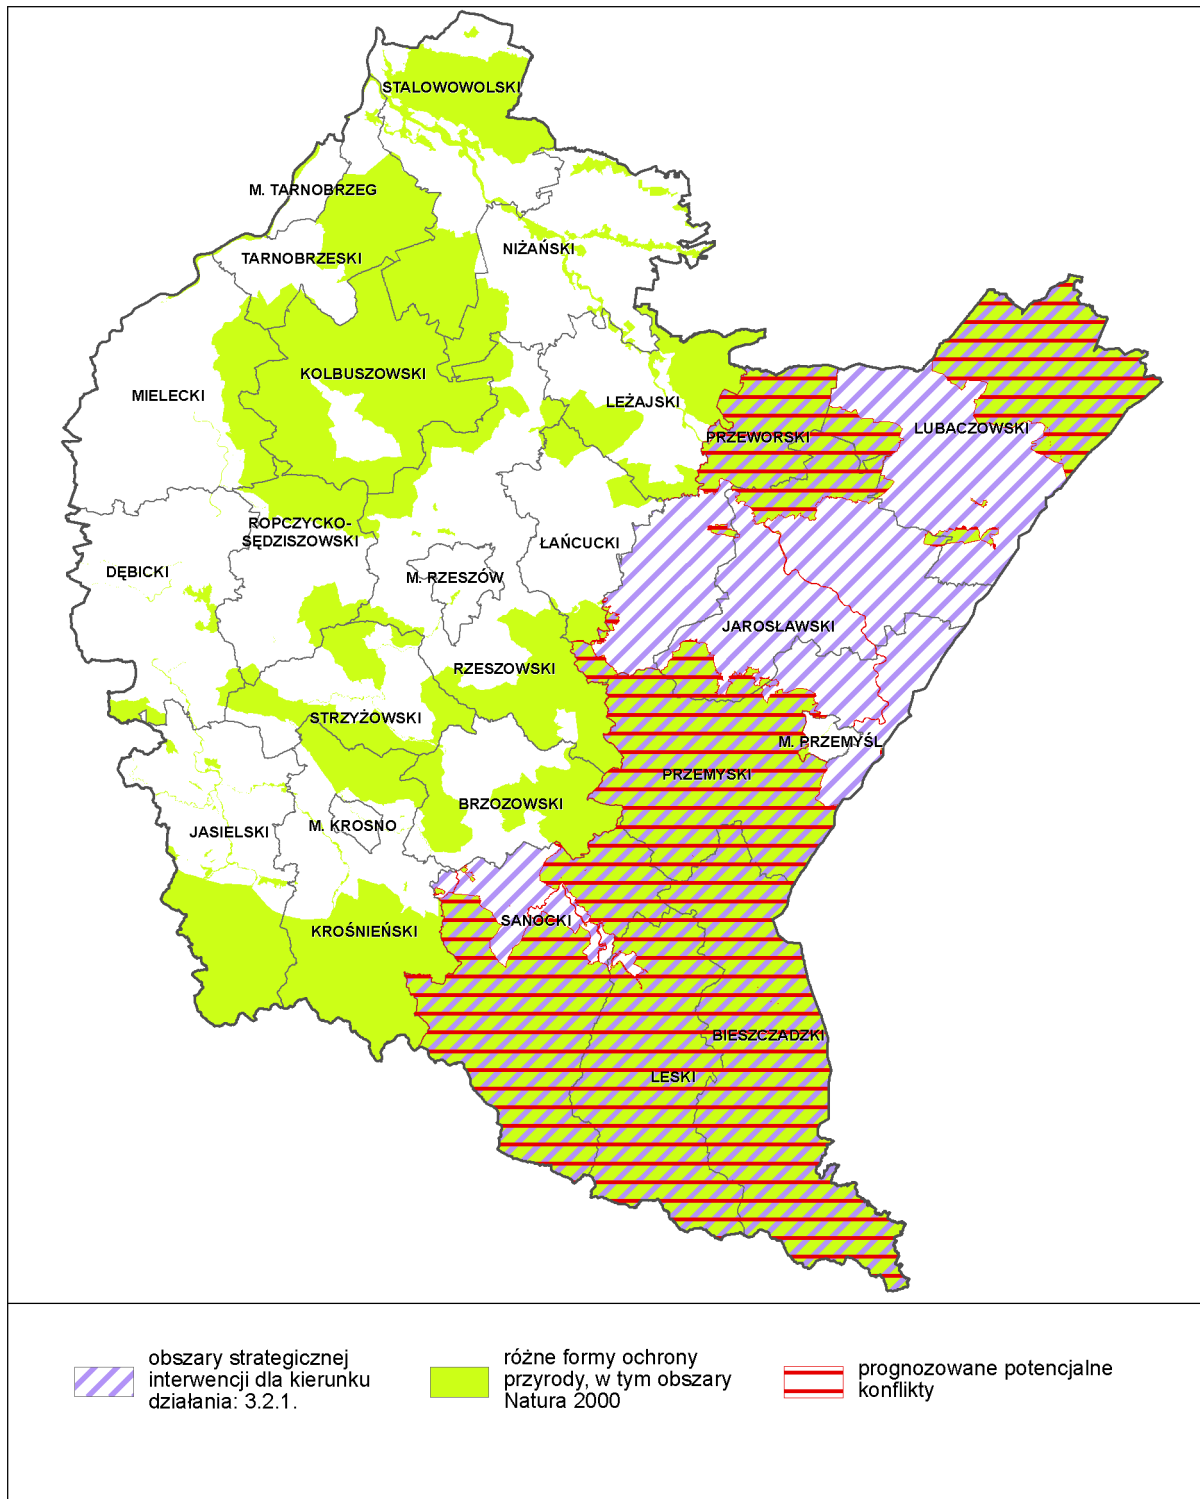 STALOWOWOLSKI
M. TARNOBRZEG
TARNOBRZESKI
NIŻAŃSKI
KOLBUSZOWSKI
MIELECKI
LEŻAJSKI
LUBACZOWSKI
PRZEWORSKI
ROPCZYCKO-
SĘDZISZOWSKI
ŁAŃCUCKI
DĘBICKI
M. RZESZÓW
JAROSŁAWSKI
RZESZOWSKI
STRZYŻOWSKI
M. PRZEMYŚL
PRZEMYSKI
BRZOZOWSKI
JASIELSKI
M. KROSNO
SANOCKI
KROŚNIEŃSKI
BIESZCZADZKI
LESKI
obszary strategicznej
interwencji dla kierunku
działania: 3.2.1.
różne formy ochrony
przyrody, w tym obszary
Natura 2000
prognozowane potencjalne
konflikty